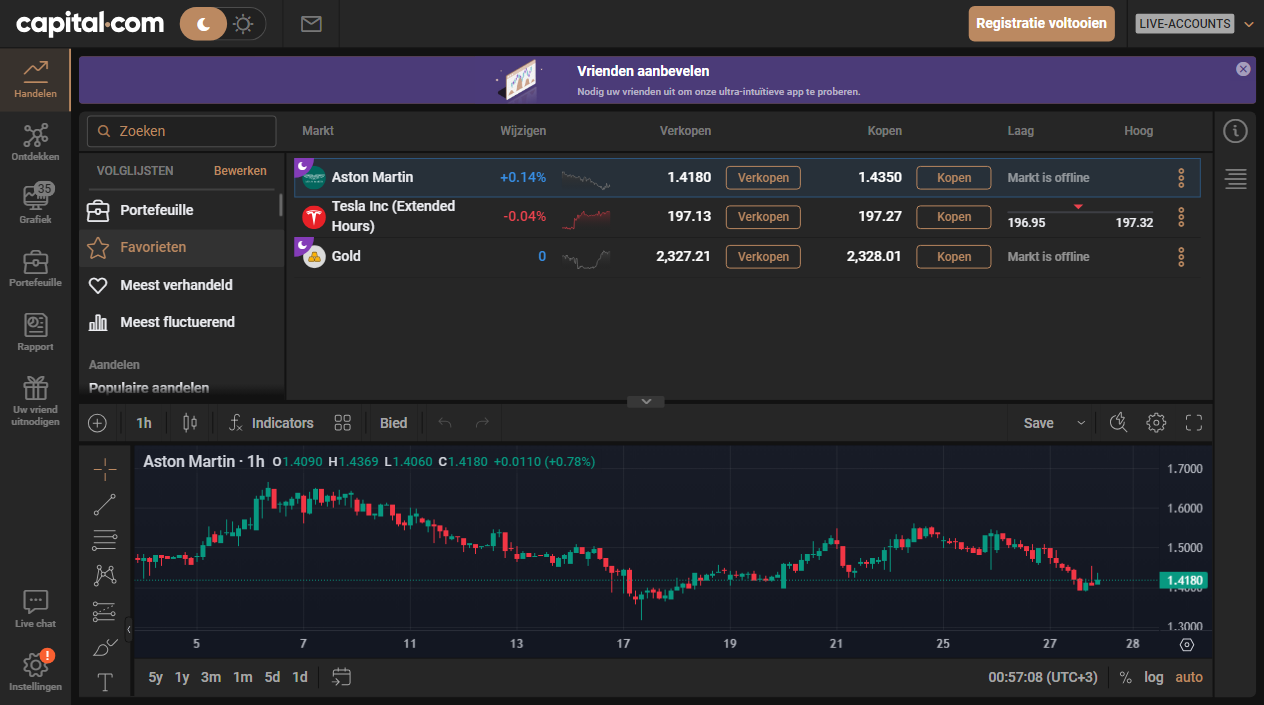 capital.com
Registratie voltooien
LIVE-ACCOUNTS
Handelen
Ontdekken
35
Grafiek
Portefeuille
Rapport
Uw vriend
uitnodigen
Live chat
!
Instellingen
Vrienden aanbevelen
Nodig uw vrienden uit om onze ultra-intuïtieve app te proberen.
Zoeken
VOLGLIJSTEN Bewerken
Portefeuille
Favorieten
Meest verhandeld
Meest fluctuerend
Aandelen
Populaire aandelen
Markt Wijzigen Verkopen Kopen Laag Hoog
Aston Martin +0.14% 1.4180 Verkopen 1.4350 Kopen Markt is offline
Tesla Inc (Extended
Hours) -0.04% 197.13 Verkopen 197.27 Kopen 196.95 197.32
Gold 0 2,327.21 Verkopen 2,328.01 Kopen Markt is offline
1h Indicators Bied Save
Aston Martin · 1h O1.4090 H1.4369 L1.4060 C1.4180 +0.0110 (+0.78%)
1.7000
1.6000
1.5000
1.4180
1.4000
1.3000
5 7 11 13 17 19 21 25 27 28
5y 1y 3m 1m 5d 1d 00:57:08 (UTC+3) % log auto
T